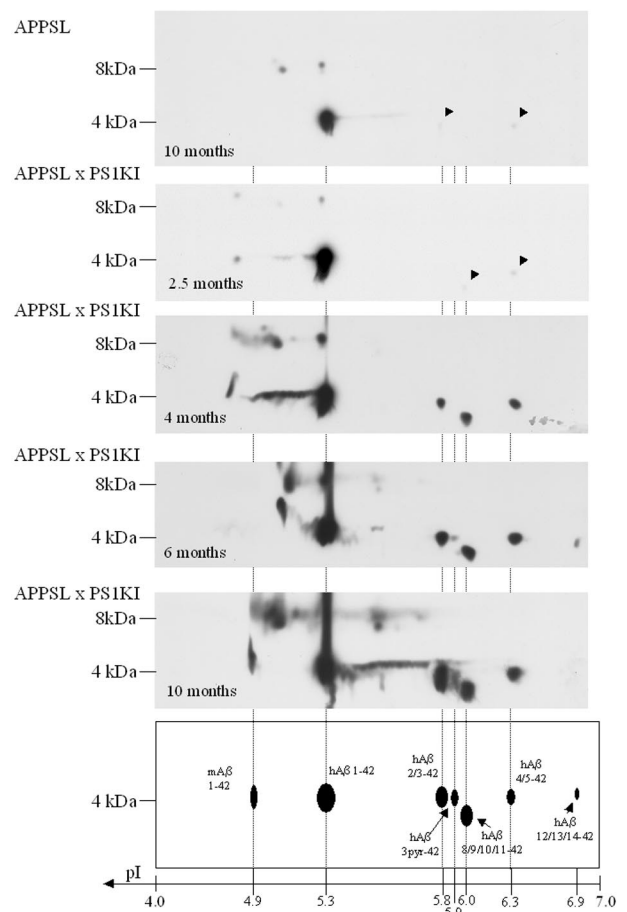 APPSL
8kDa
4 kDa
10 months
APPSL x PS1KI
8kDa
4 kDa
2.5 months
APPSL x PS1KI
8kDa
4 kDa
4 months
APPSL x PS1KI
8kDa
4 kDa
6 months
APPSL x PS1KI
8kDa
4 kDa
10 months
mAβ
1-42
hAβ 1-42
hAβ
2/3-42
hAβ
4/5-42
4 kDa
hAβ
3pyr-42
hAβ
8/9/10/11-42
hAβ
12/13/14-42
pI
4.0 4.9 5.3 5.8 6.0 6.3 6.9 7.0